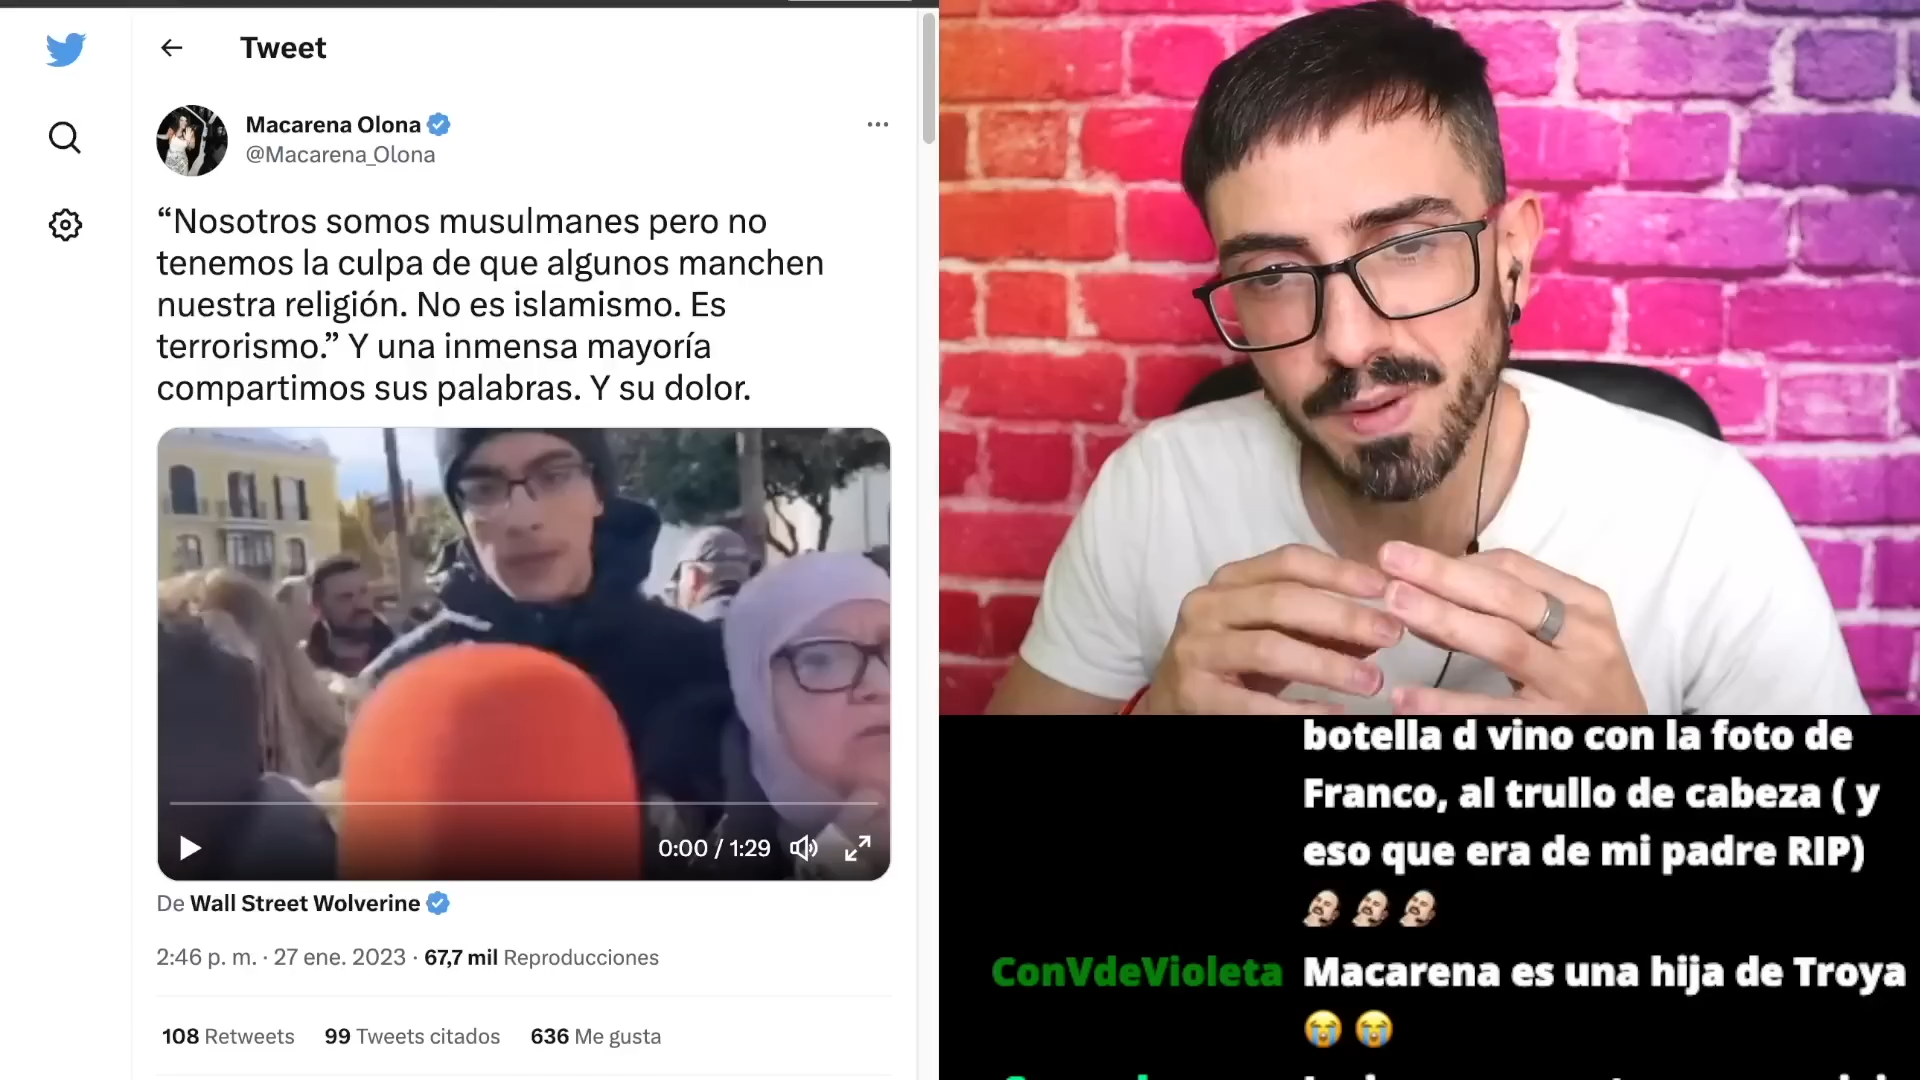 Tweet
Macarena Olona
@Macarena_Olona
“Nosotros somos musulmanes pero no
tenemos la culpa de que algunos manchen
nuestra religión. No es islamismo. Es
terrorismo.” Y una inmensa mayoría
compartimos sus palabras. Y su dolor.
0:00 / 1:29
De Wall Street Wolverine
2:46 p. m. · 27 ene. 2023 · 67,7 mil Reproducciones
108 Retweets 99 Tweets citados 636 Me gusta
botella d vino con la foto de
Franco, al trullo de cabeza ( y
eso que era de mi padre RIP)
ConVdeVioleta Macarena es una hija de Troya